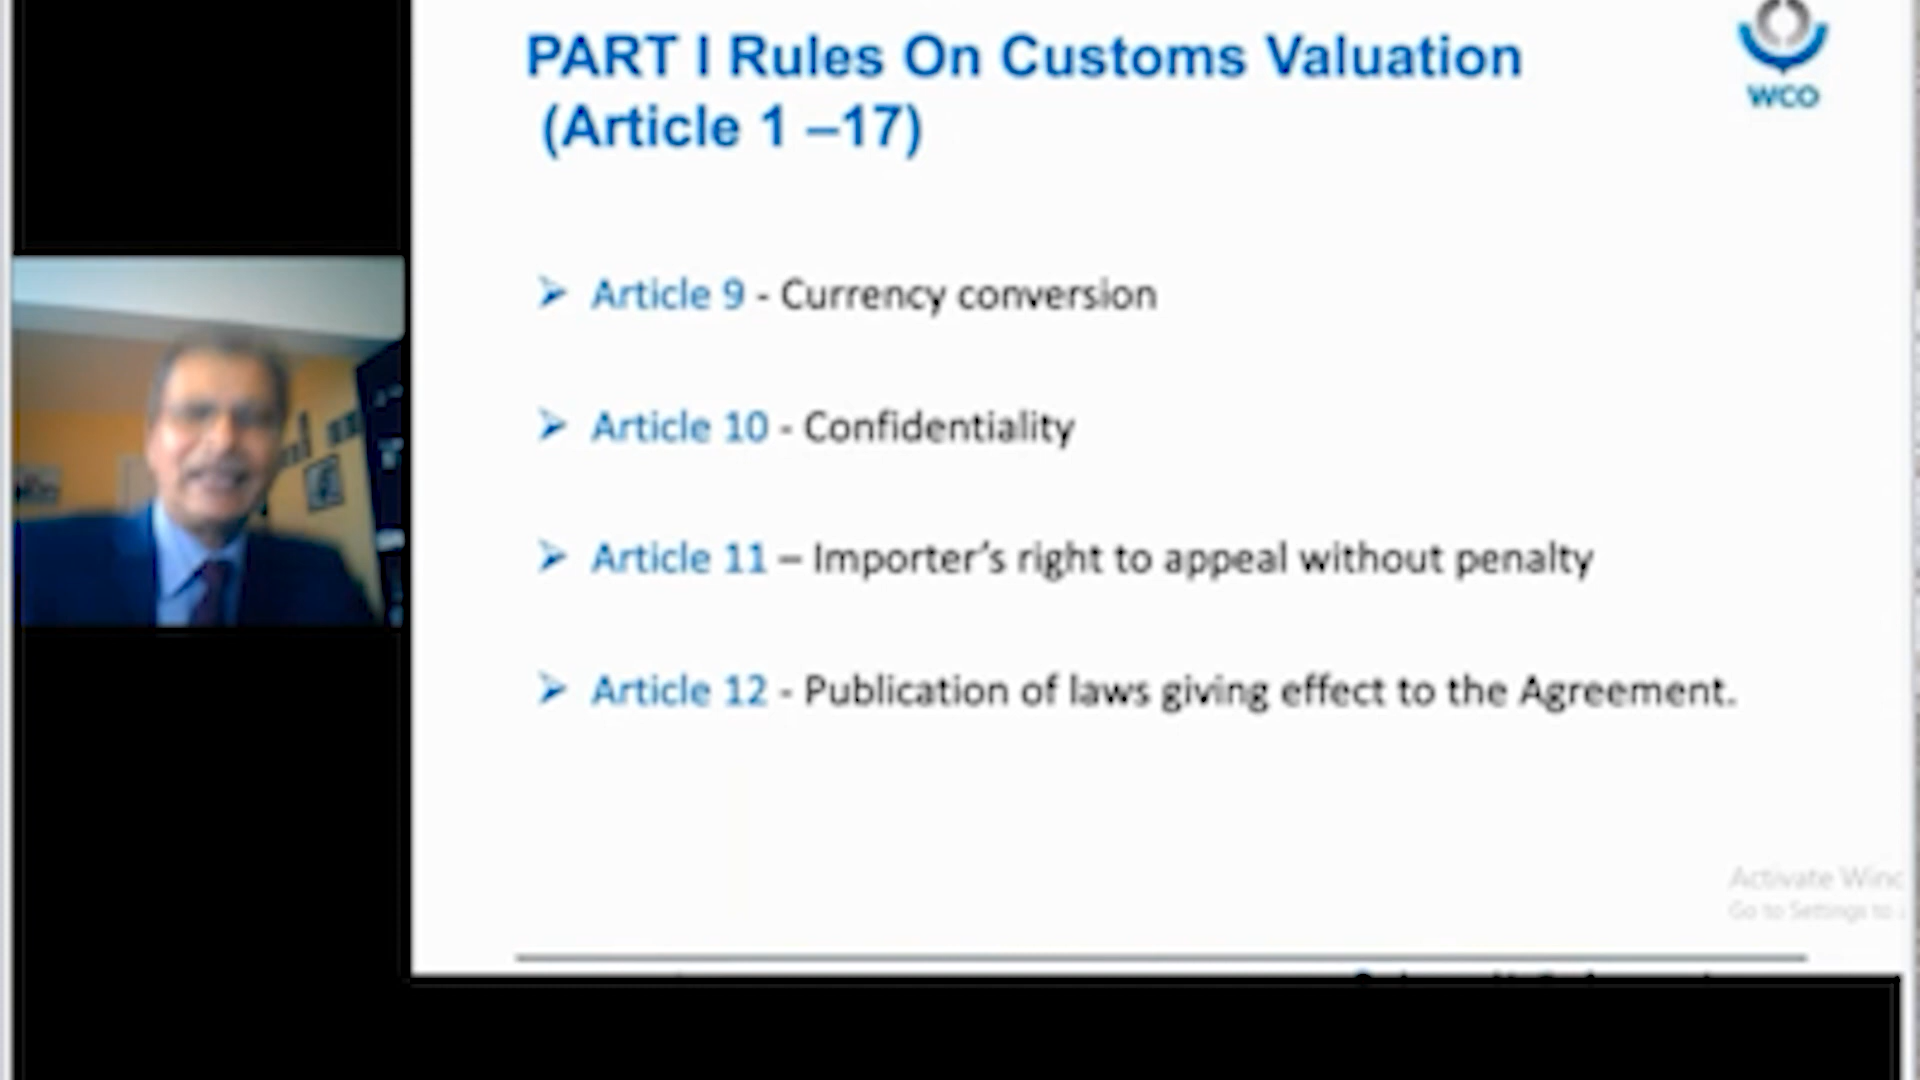 PART I Rules On Customs Valuation
(Article 1 –17)
WCO
➢ Article 9 - Currency conversion
➢ Article 10 - Confidentiality
➢ Article 11 – Importer’s right to appeal without penalty
➢ Article 12 - Publication of laws giving effect to the Agreement.
Activate Winc
Go to Settings to